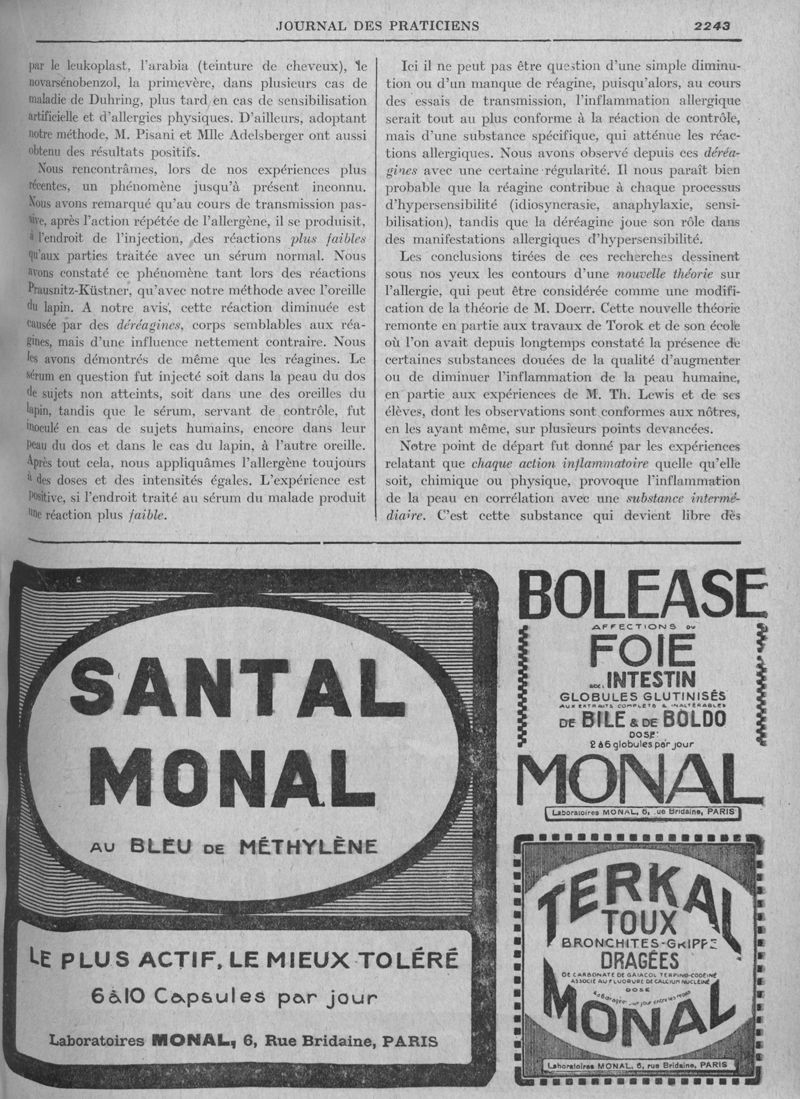 JOURNAL DES PRATICIENS 2243
par le leukoplast, l'arabia (teinture de cheveux), le
novarsénobenzol, la primevère, dans plusieurs cas de
maladie de Duhring, plus tard en cas de sensibilisation
artificielle et d'allergies physiques. D'ailleurs, adoptant
notre méthode, M. Pisani et Mlle Adelsberger ont aussi
obtenu des résultats positifs.
Nous rencontrâmes, lors de nos expériences plus
récentes, un phénomène jusqu'à présent inconnu.
Nous avons remarqué qu'au cours de transmission pas-
sive, après l'action répétée de l'allergène, il se produisit,
à l'endroit de l'injection, des réactions plus faibles
qu'aux parties traitée avec un sérum normal. Nous
avons constaté ce phénomène tant lors des réactions
Prausnitz-Küstner, qu'avec notre méthode avec l'oreille
du lapin. A notre avis, cette réaction diminuée est
causée par des déréagines, corps semblables aux réa-
gines, mais d'une influence nettement contraire. Nous
les avons démontrés de même que les réagines. Le
sérum en question fut injecté soit dans la peau du dos
de sujets non atteints, soit dans une des oreilles du
lapin, tandis que le sérum, servant de contrôle, fut
inoculé en cas de sujets humains, encore dans leur
peau du dos et dans le cas du lapin, à l'autre oreille.
Après tout cela, nous appliquâmes l'allergène toujours
à des doses et des intensités égales. L'expérience est
positive, si l'endroit traité au sérum du malade produit
une réaction plus faible.
Ici il ne peut pas être question d'une simple diminu-
tion ou d'un manque de réagine, puisqu'alors, au cours
des essais de transmission, l'inflammation allergique
serait tout au plus conforme à la réaction de contrôle,
mais d'une substance spécifique, qui atténue les réac-
tions allergiques. Nous avons observé depuis ces déréa-
gines avec une certaine régularité. Il nous paraît bien
probable que la réagine contribue à chaque processus
d'hypersensibilité (idiosyncrasie, anaphylaxie, sensi-
bilisation), tandis que la déréagine joue son rôle dans
des manifestations allergiques d'hypersensibilité.
Les conclusions tirées de ces recherches dessinent
sous nos yeux les contours d'une nouvelle théorie sur
l'allergie, qui peut être considérée comme une modifi-
cation de la théorie de M. Doerr. Cette nouvelle théorie
remonte en partie aux travaux de Torok et de son école
où l'on avait depuis longtemps constaté la présence de
certaines substances douées de la qualité d'augmenter
ou de diminuer l'inflammation de la peau humaine,
en partie aux expériences de M. Th. Lewis et de ses
élèves, dont les observations sont conformes aux nôtres,
en les ayant même, sur plusieurs points devancées.
Notre point de départ fut donné par les expériences
relatant que chaque action inflammatoire quelle qu'elle
soit, chimique ou physique, provoque l'inflammation
de la peau en corrélation avec une substance intermé-
diaire. C'est cette substance qui devient libre dès
SANTAL
MONAL
AU BLEU DE MÉTHYLÈNE
LE PLUS ACTIF, LE MIEUX TOLÉRÉ
6 à 10 Capsules par jour
Laboratoires MONAL, 6, Rue Bridaine, PARIS
BOLEASE
AFFECTIONS DU
FOIE
INTESTIN
GLOBULES GLUTINISÉS
AUX EXTRAITS COMPLETS & INALTÉRABLES
DE BILE & DE BOLDO
DOSE:
2 à 6 globules par jour
MONAL
Laboratoires MONAL, 6, rue Bridaine, PARIS
TERKAL
TOUX
BRONCHITES-GRIPPE
DRAGÉES
DE CARBONATE DE GAIACOL TERPINO-CODÉINÉ
ASSOCIÉ AU FLUORURE DE CALCIUM NUCLÉINÉ
DOSE
MONAL
Laboratoires MONAL, 6, rue Bridaine, PARIS